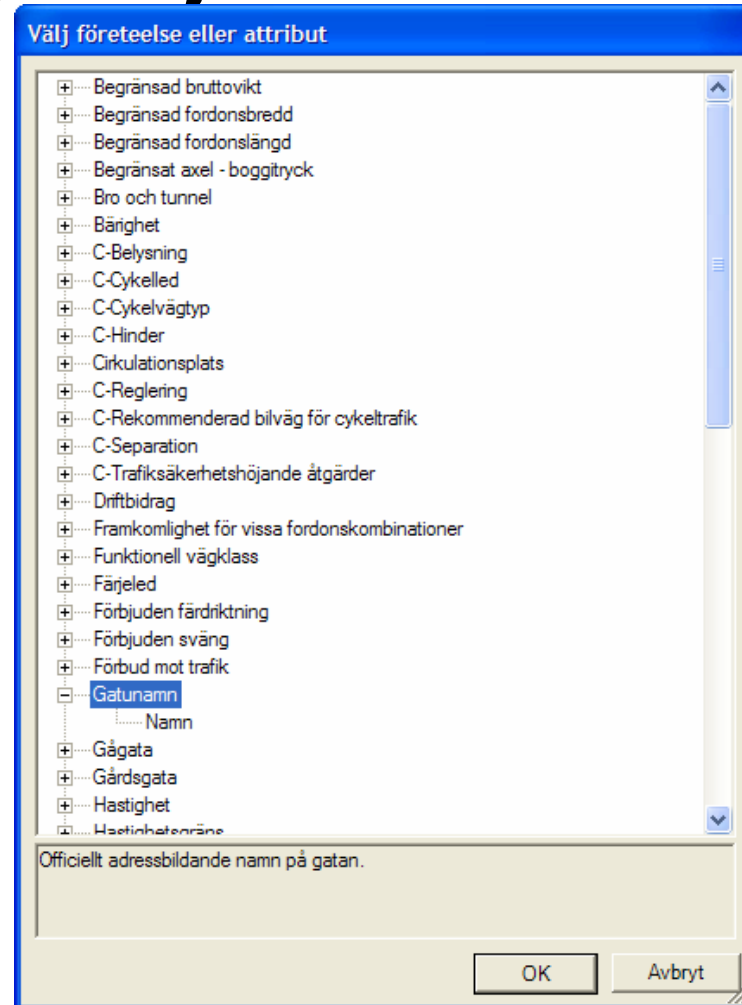 Välj företeelse eller attribut
Begränsad bruttovikt
Begränsad fordonsbredd
Begränsad fordonslängd
Begränsat axel - boggitryck
Bro och tunnel
Bärighet
C-Belysning
C-Cykelled
C-Cykelvägtyp
C-Hinder
Cirkulationsplats
C-Reglering
C-Rekommenderad bilväg för cykeltrafik
C-Separation
C-Trafiksäkerhetshöjande åtgärder
Driftbidrag
Framkomlighet för vissa fordonskombinationer
Funktionell vägklass
Färjeled
Förbjuden färdriktning
Förbjuden sväng
Förbud mot trafik
Gatunamn
Namn
Gågata
Gårdsgata
Hastighet
Hastighetsgräns
Officiellt adressbildande namn på gatan.
OK Avbryt